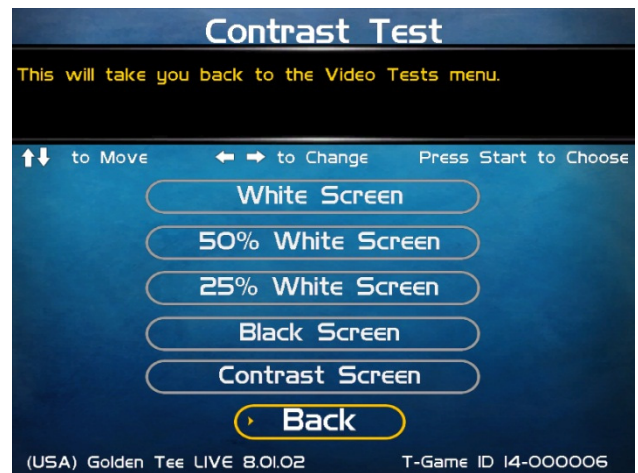 Contrast Test
This will take you back to the Video Tests menu.
to Move to Change Press Start to Choose
White Screen
50% White Screen
25% White Screen
Black Screen
Contrast Screen
Back
(USA) Golden Tee LIVE 8.01.02 T-Game ID 14-000006